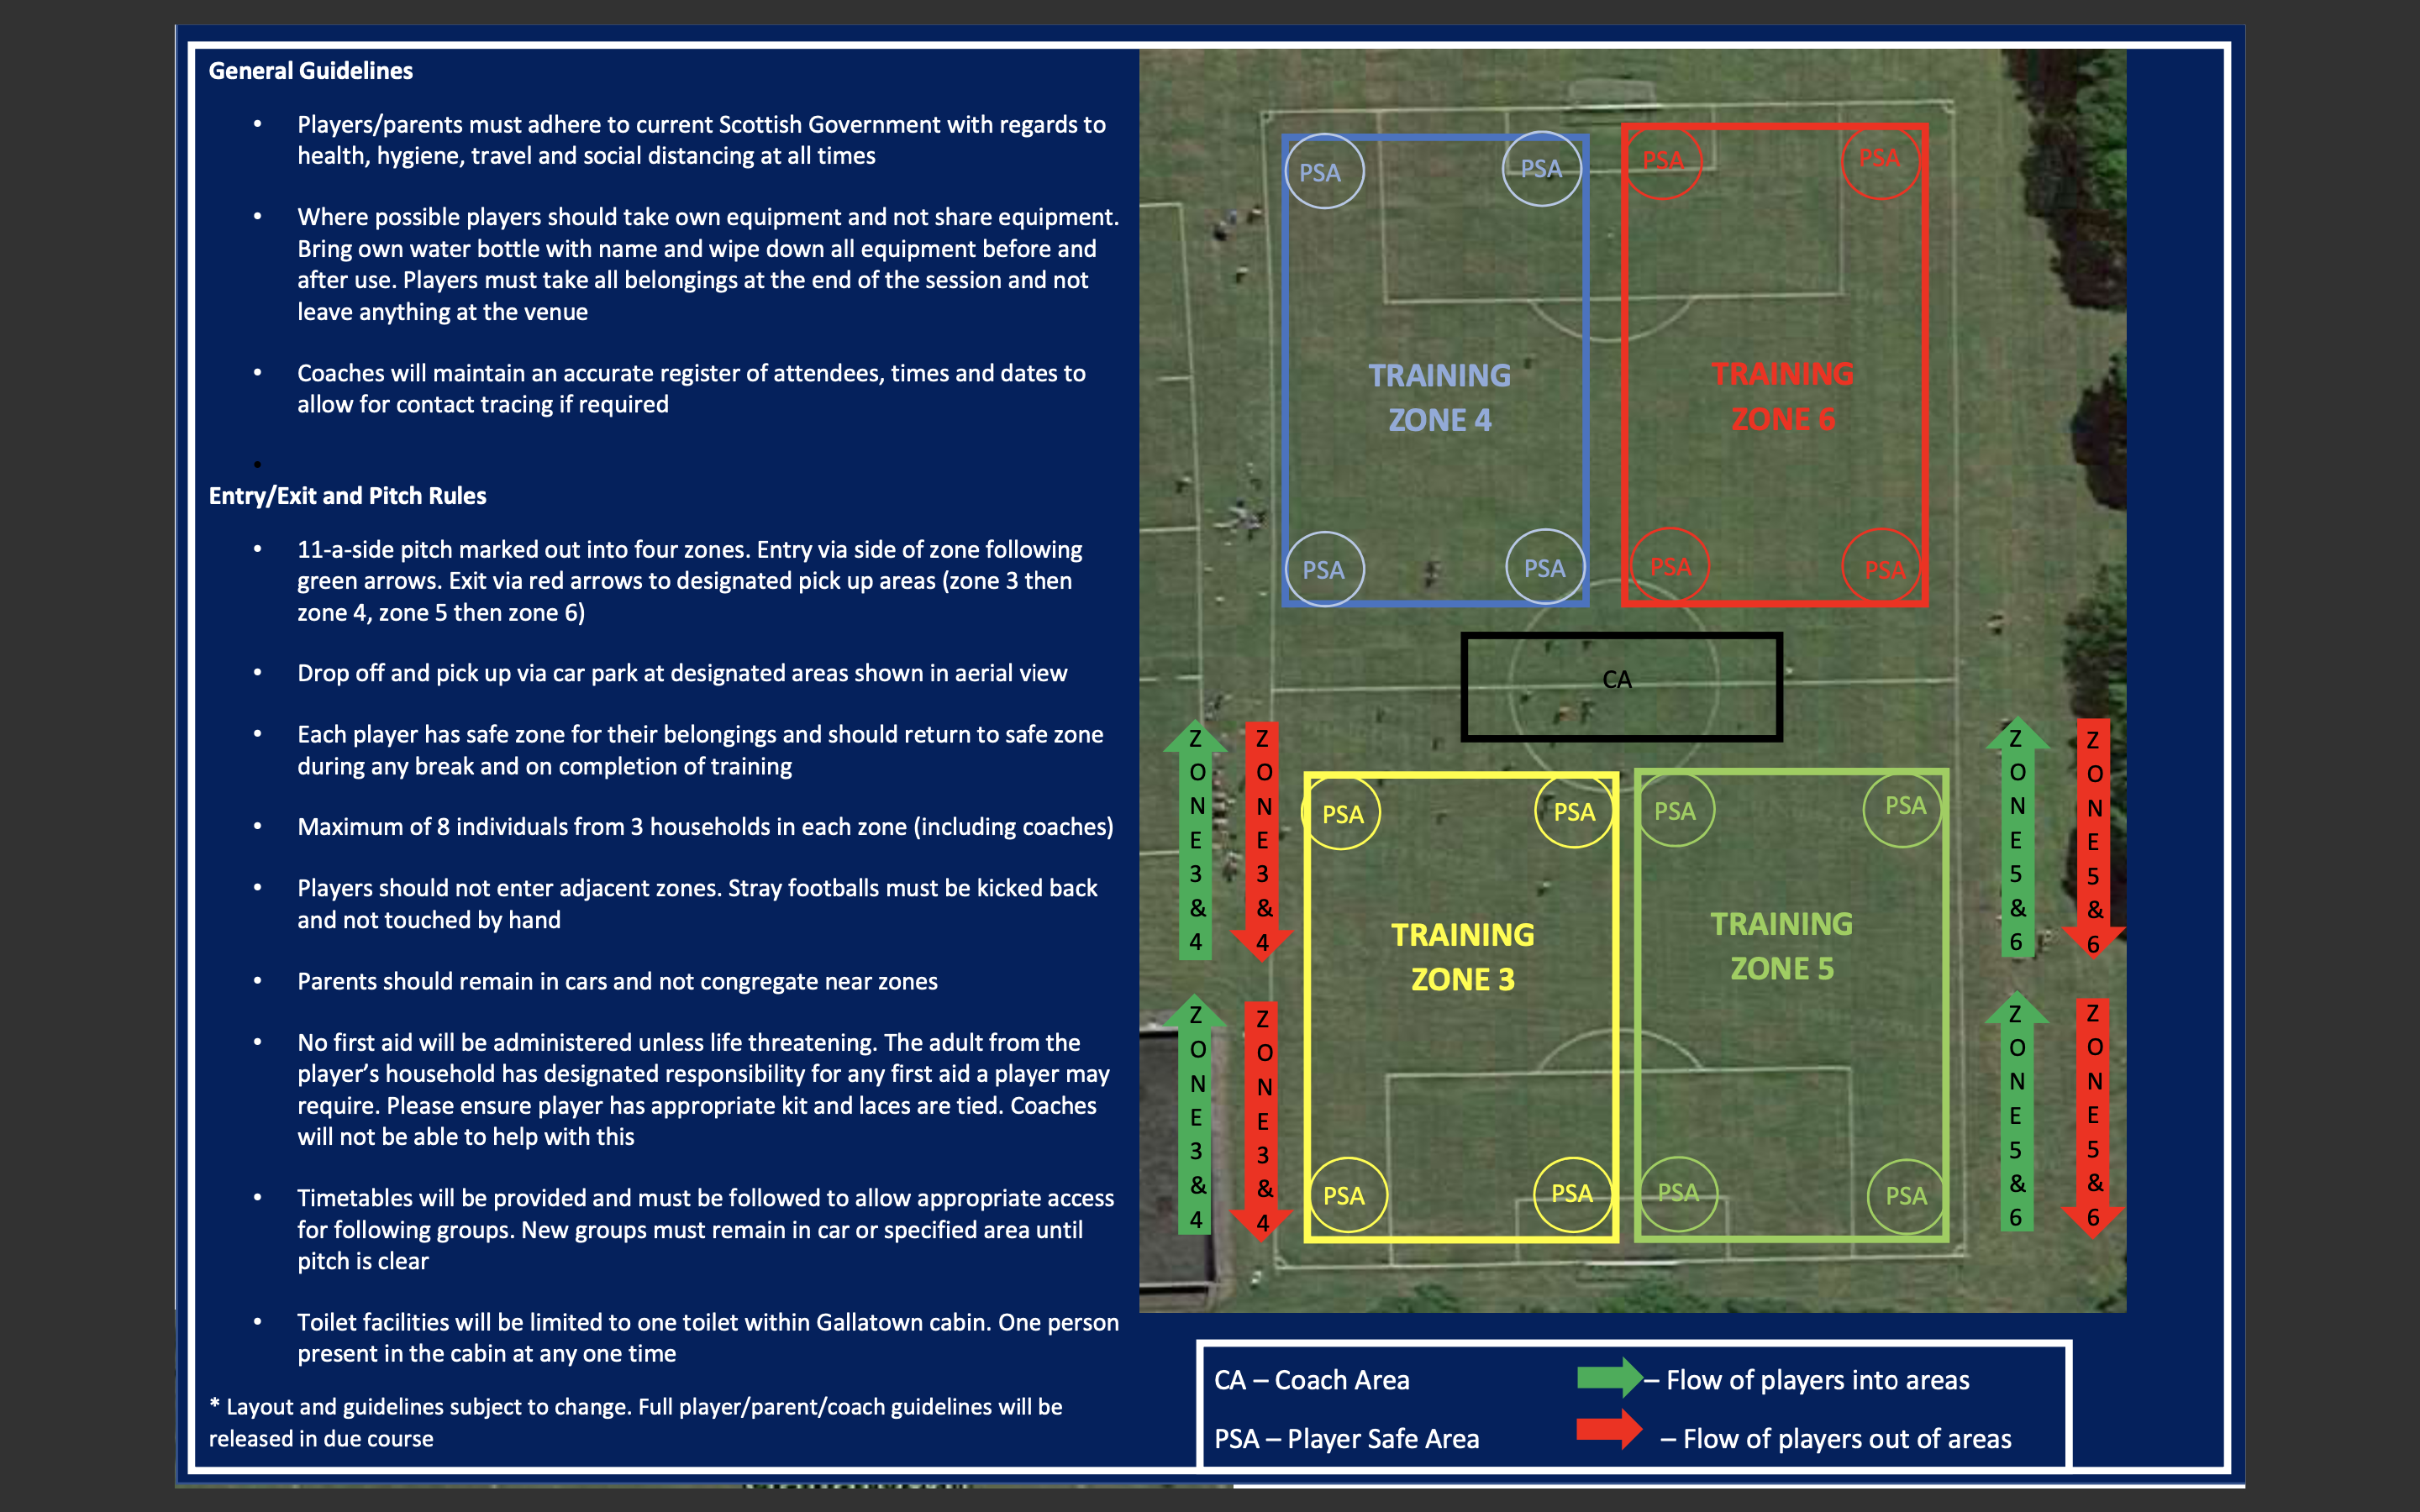 General Guidelines
• Players/parents must adhere to current Scottish Government with regards to
health, hygiene, travel and social distancing at all times
• Where possible players should take own equipment and not share equipment.
Bring own water bottle with name and wipe down all equipment before and
after use. Players must take all belongings at the end of the session and not
leave anything at the venue
• Coaches will maintain an accurate register of attendees, times and dates to
allow for contact tracing if required
•
Entry/Exit and Pitch Rules
• 11-a-side pitch marked out into four zones. Entry via side of zone following
green arrows. Exit via red arrows to designated pick up areas (zone 3 then
zone 4, zone 5 then zone 6)
• Drop off and pick up via car park at designated areas shown in aerial view
• Each player has safe zone for their belongings and should return to safe zone
during any break and on completion of training
• Maximum of 8 individuals from 3 households in each zone (including coaches)
• Players should not enter adjacent zones. Stray footballs must be kicked back
and not touched by hand
• Parents should remain in cars and not congregate near zones
• No first aid will be administered unless life threatening. The adult from the
player’s household has designated responsibility for any first aid a player may
require. Please ensure player has appropriate kit and laces are tied. Coaches
will not be able to help with this
• Timetables will be provided and must be followed to allow appropriate access
for following groups. New groups must remain in car or specified area until
pitch is clear
• Toilet facilities will be limited to one toilet within Gallatown cabin. One person
present in the cabin at any one time
* Layout and guidelines subject to change. Full player/parent/coach guidelines will be
released in due course
PSA
PSA
TRAINING
ZONE 4
PSA
PSA
PSA
PSA
TRAINING
ZONE 6
PSA
PSA
CA
ZONE3&4
ZONE3&4
ZONE3&4
ZONE3&4
PSA
PSA
TRAINING
ZONE 3
PSA
PSA
PSA
PSA
TRAINING
ZONE 5
PSA
PSA
ZONE5&6
ZONE5&6
ZONE5&6
ZONE5&6
CA – Coach Area
– Flow of players into areas
PSA – Player Safe Area
– Flow of players out of areas